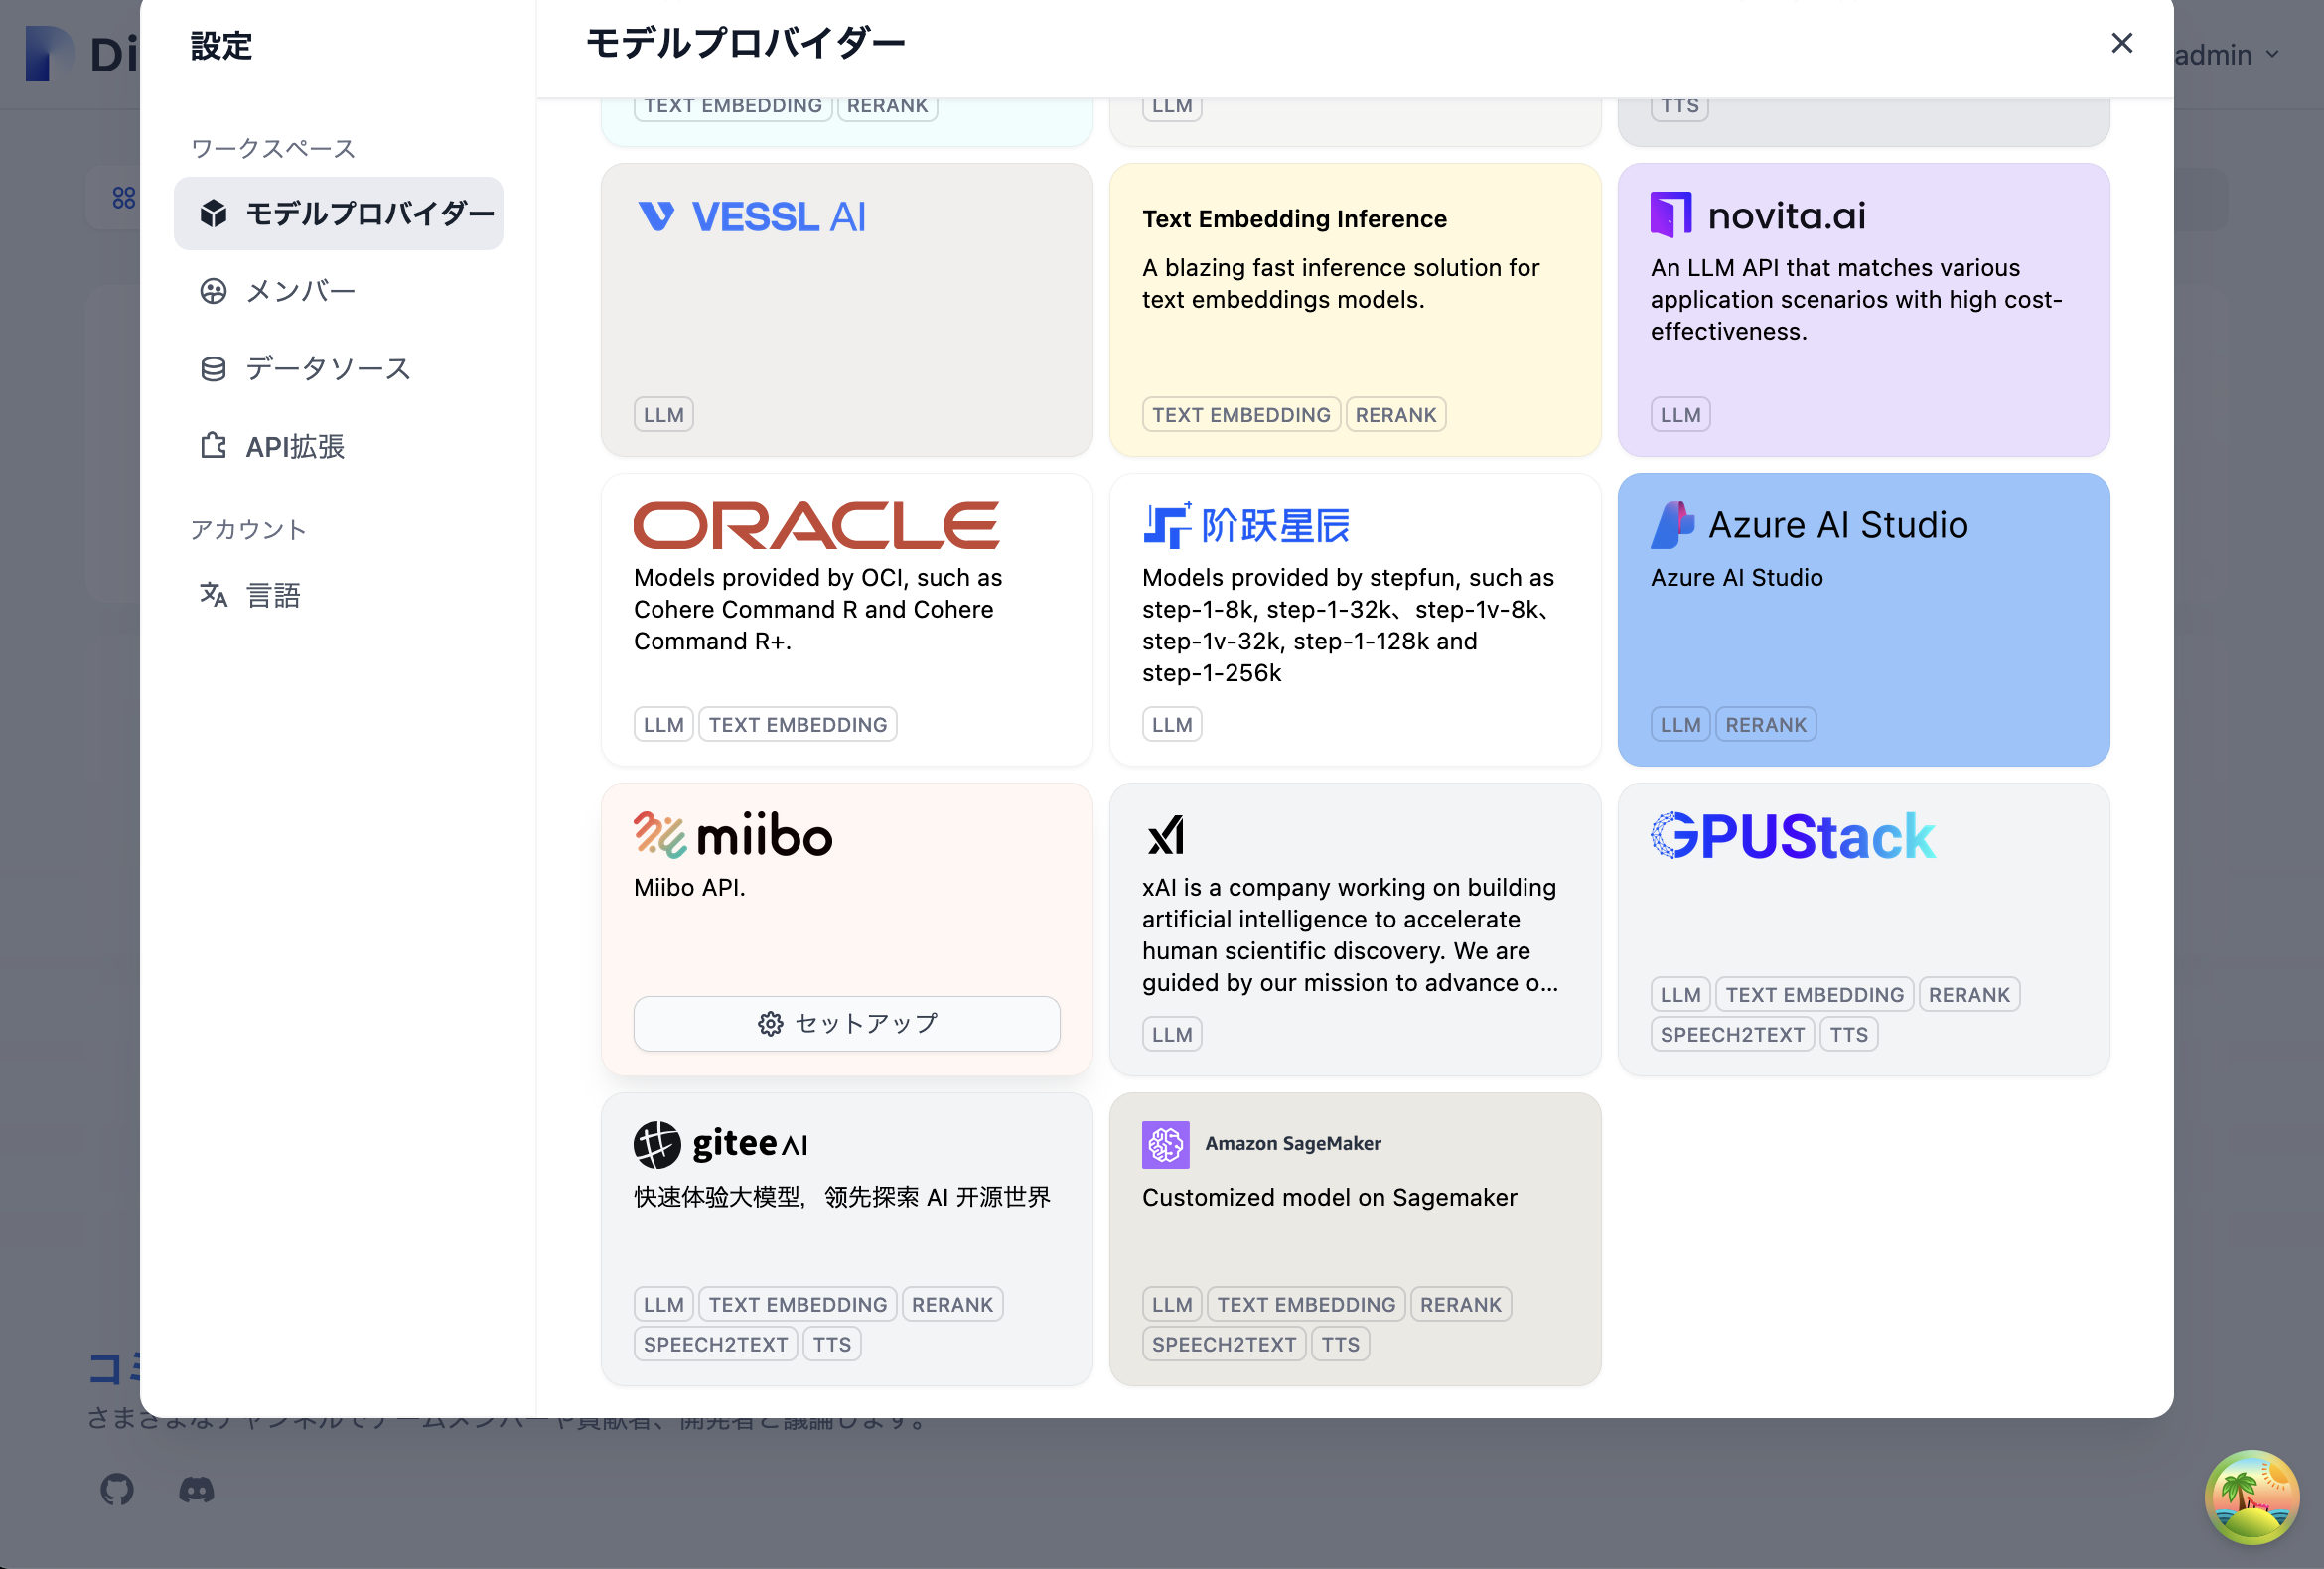 Di
admin
設定
モデルプロバイダー
ワークスペース
モデルプロバイダー
メンバー
データソース
API拡張
アカウント
言語
TEXT EMBEDDING RERANK
LLM
TTS
VESSL AI
LLM
Text Embedding Inference
A blazing fast inference solution for
text embeddings models.
TEXT EMBEDDING RERANK
novita.ai
An LLM API that matches various
application scenarios with high cost-
effectiveness.
LLM
ORACLE
Models provided by OCI, such as
Cohere Command R and Cohere
Command R+.
LLM TEXT EMBEDDING
阶跃星辰
Models provided by stepfun, such as
step-1-8k, step-1-32k、step-1v-8k、
step-1v-32k, step-1-128k and
step-1-256k
LLM
Azure AI Studio
Azure AI Studio
LLM RERANK
miibo
Miibo API.
セットアップ
xAI
xAI is a company working on building
artificial intelligence to accelerate
human scientific discovery. We are
guided by our mission to advance o...
LLM
GPUStack
LLM TEXT EMBEDDING RERANK
SPEECH2TEXT TTS
gitee AI
快速体验大模型，领先探索 AI 开源世界
LLM TEXT EMBEDDING RERANK
SPEECH2TEXT TTS
Amazon SageMaker
Customized model on Sagemaker
LLM TEXT EMBEDDING RERANK
SPEECH2TEXT TTS
コミ
さまざまなチャンネルでチームメンバーや貢献者、開発者と議論します。